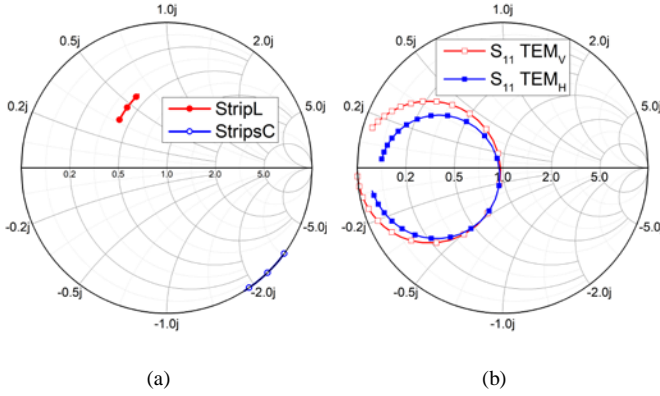 1.0j
0.5j
2.0j
0.2j
5.0j
StripL
StripsC
0.2 0.5 1.0 2.0 5.0
-0.2j
-5.0j
-0.5j
-2.0j
-1.0j
(a)
1.0j
0.5j
2.0j
0.2j
5.0j
S11 TEMV
S11 TEMH
0.2 0.5 1.0 2.0 5.0
-0.2j
-5.0j
-0.5j
-2.0j
-1.0j
(b)